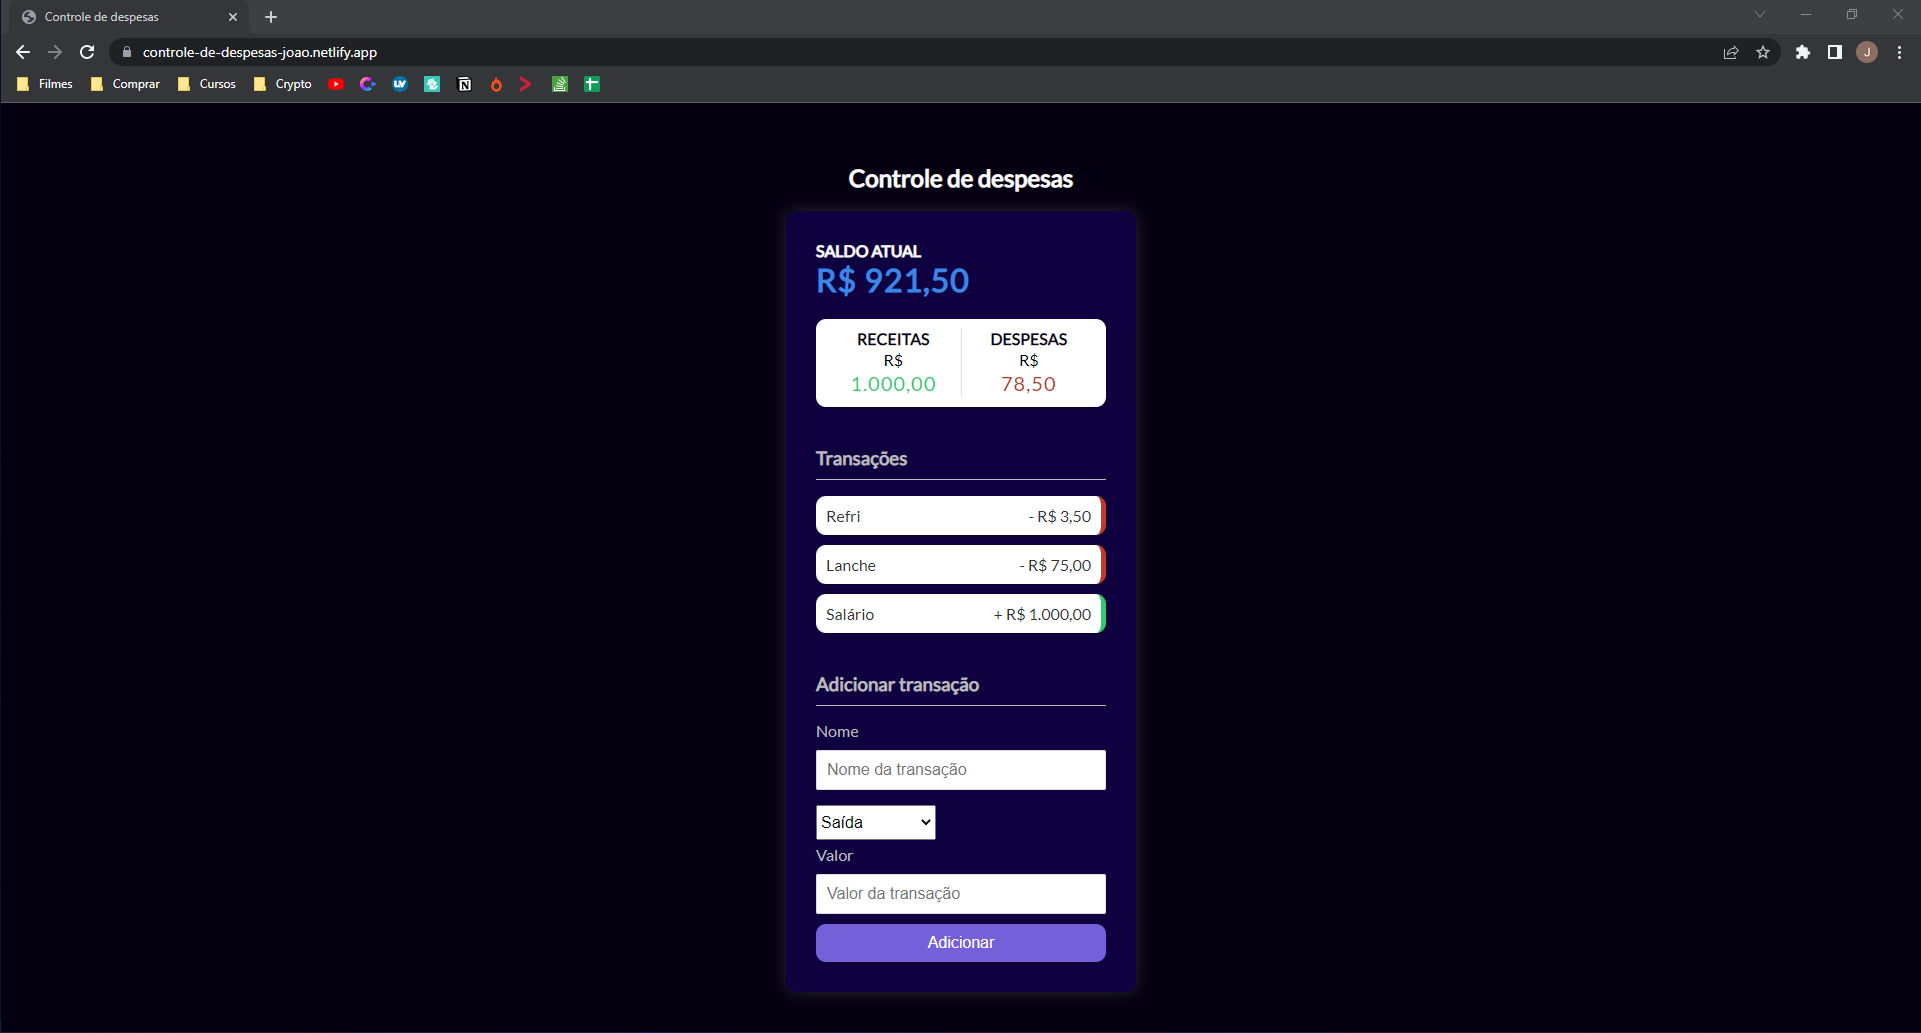 Controle de despesas
controle-de-despesas-joao.netlify.app
J
Filmes Comprar Cursos Crypto
Controle de despesas
SALDO ATUAL
R$ 921,50
RECEITAS DESPESAS
R$ R$
1.000,00 78,50
Transações
Refri - R$ 3,50
Lanche - R$ 75,00
Salário + R$ 1.000,00
Adicionar transação
Nome
Nome da transação
Saída
Valor
Valor da transação
Adicionar